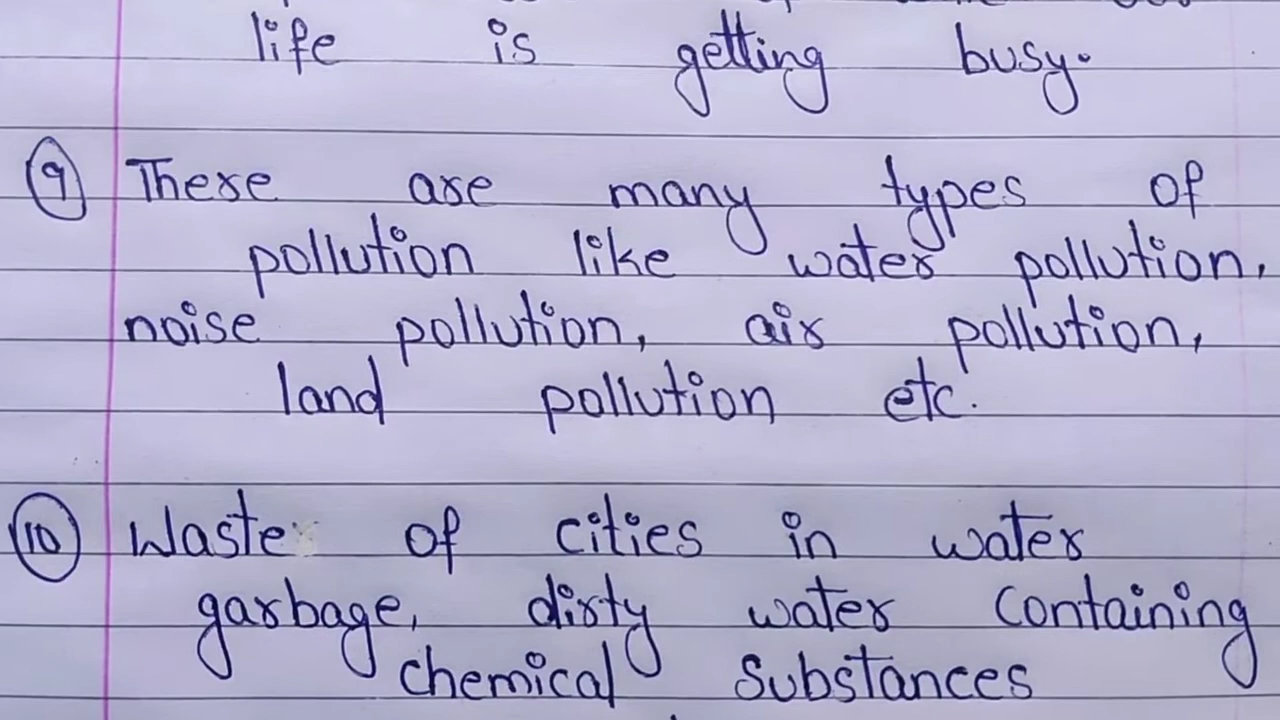 life is getting busy.
⑨ There are many types of
pollution like water pollution,
noise pollution, air pollution,
land pollution etc.
⑩ Waste of cities in water
garbage, dirty water containing
chemical substances